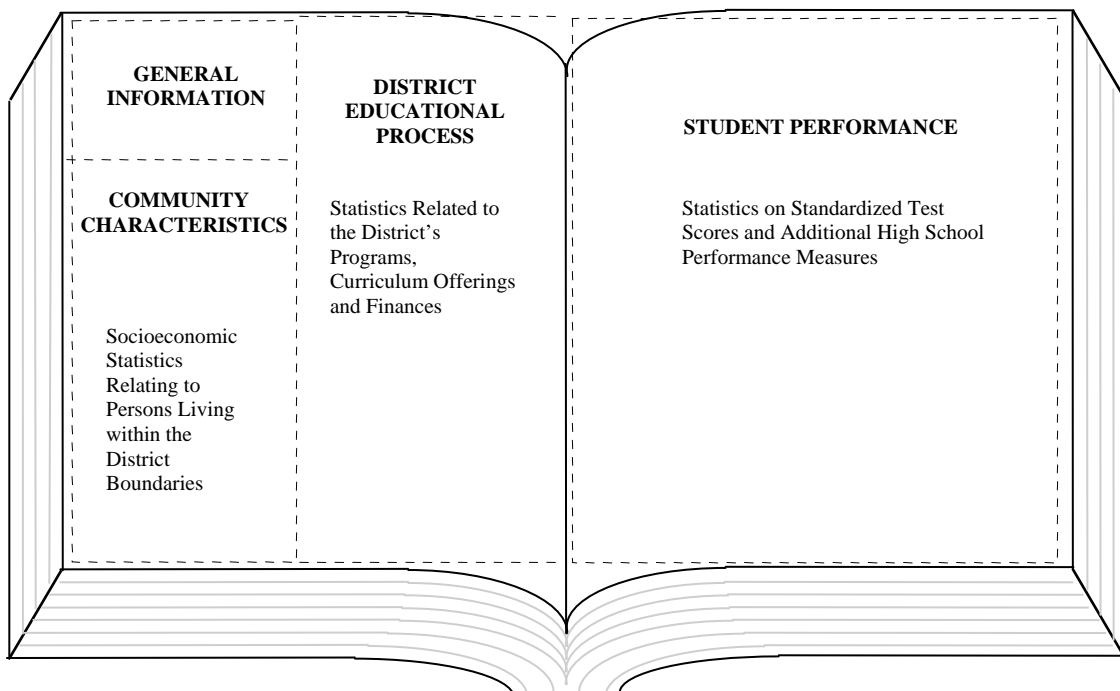 GENERAL
INFORMATION
COMMUNITY
CHARACTERISTICS
Socioeconomic
Statistics
Relating to
Persons Living
within the
District
Boundaries
DISTRICT
EDUCATIONAL
PROCESS
Statistics Related to
the District’s
Programs,
Curriculum Offerings
and Finances
STUDENT PERFORMANCE
Statistics on Standardized Test
Scores and Additional High School
Performance Measures